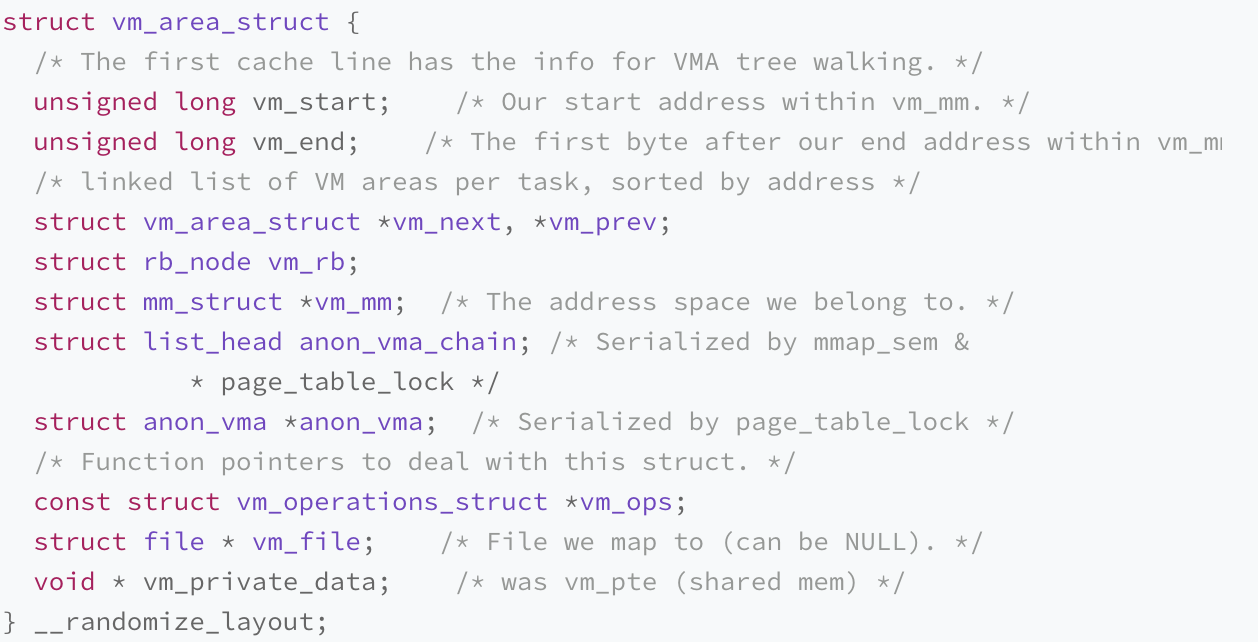 struct vm_area_struct {
  /* The first cache line has the info for VMA tree walking. */
  unsigned long vm_start;    /* Our start address within vm_mm. */
  unsigned long vm_end;    /* The first byte after our end address within
  /* linked list of VM areas per task, sorted by address */
  struct vm_area_struct *vm_next, *vm_prev;
  struct rb_node vm_rb;
  struct mm_struct *vm_mm;  /* The address space we belong to. */
  struct list_head anon_vma_chain; /* Serialized by mmap_sem &
            * page_table_lock */
  struct anon_vma *anon_vma;  /* Serialized by page_table_lock */
  /* Function pointers to deal with this struct. */
  const struct vm_operations_struct *vm_ops;
  struct file * vm_file;    /* File we map to (can be NULL). */
  void * vm_private_data;    /* was vm_pte (shared mem) */
} __randomize_layout;